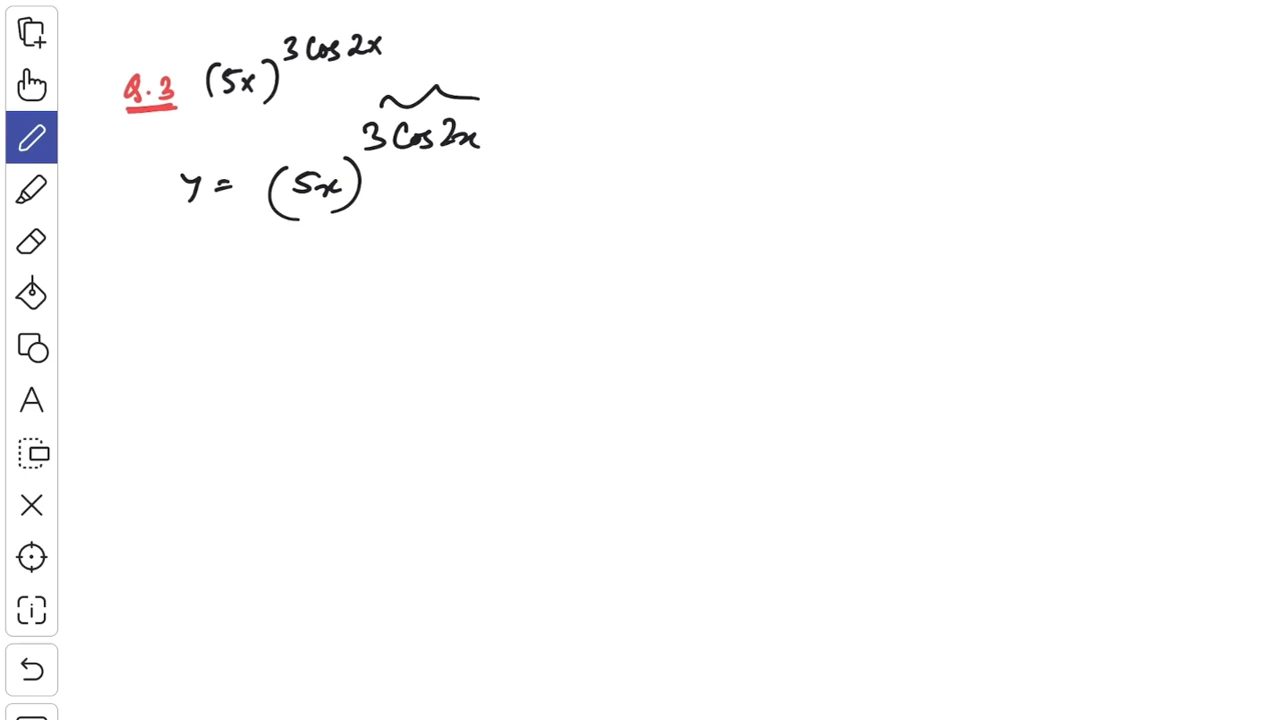 Q.3 (5x)^{3 Cos 2x}
y = (5x)^{3 Cos 2x}